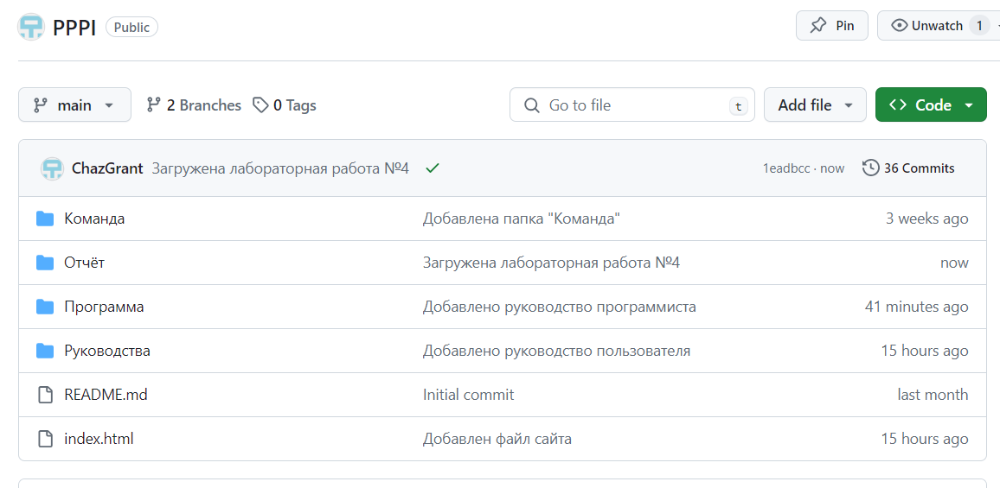 PPPI Public Pin Unwatch 1
main 2 Branches 0 Tags Go to file t Add file Code
ChazGrant Загружена лабораторная работа №4 1eadbcc · now 36 Commits
Команда Добавлена папка "Команда" 3 weeks ago
Отчёт Загружена лабораторная работа №4 now
Программа Добавлено руководство программиста 41 minutes ago
Руководства Добавлено руководство пользователя 15 hours ago
README.md Initial commit last month
index.html Добавлен файл сайта 15 hours ago